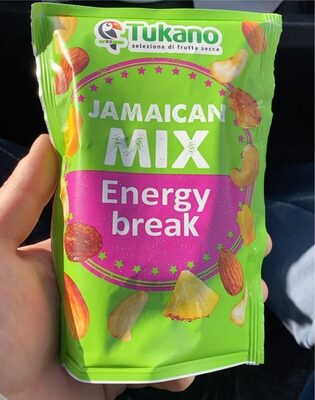 Tukano
selezione di frutta secca
JAMAICAN
MIX
Energy
break